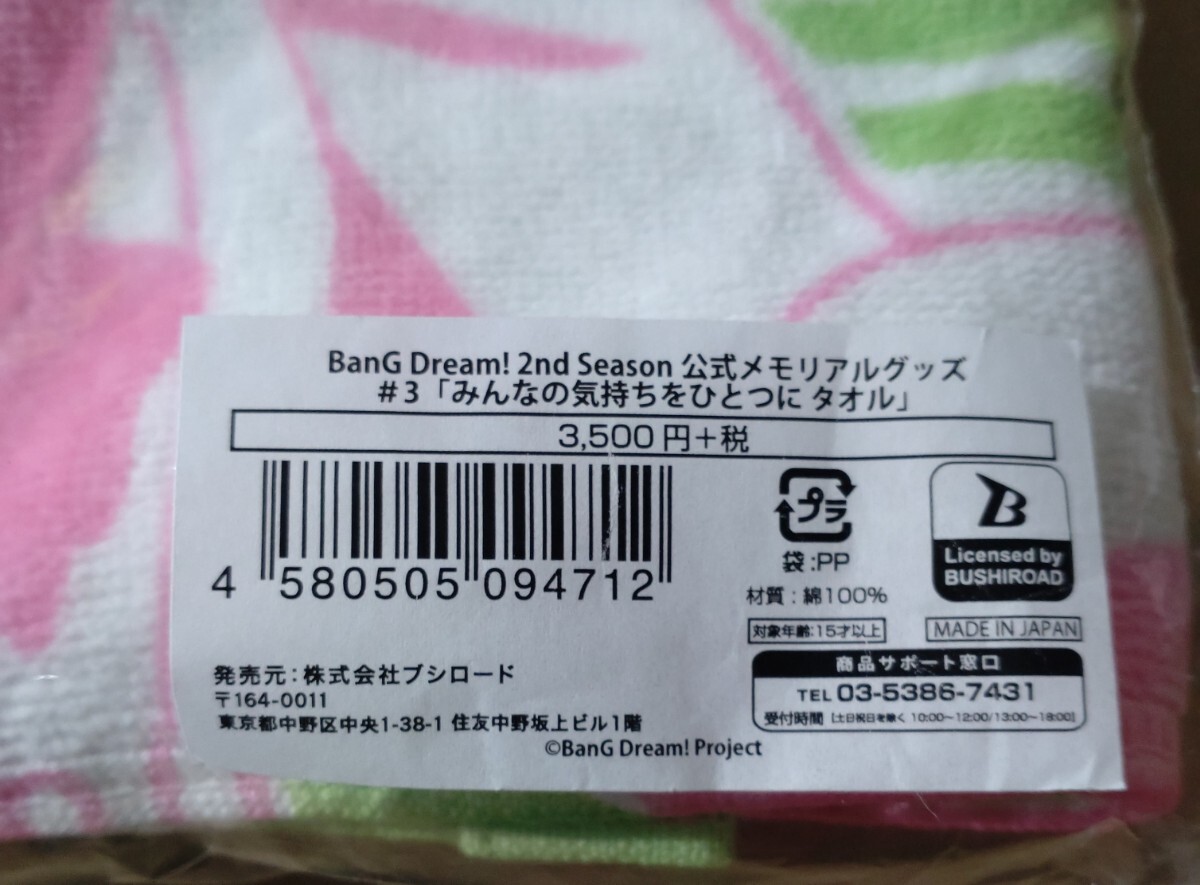 BanG Dream! 2nd Season 公式メモリアルグッズ
#3「みんなの気持ちをひとつに タオル」
3,500円+税
4 580505 094712
プラ
袋:PP
材質:綿100%
対象年齢:15才以上
B
Licensed by
BUSHIROAD
MADE IN JAPAN
発売元:株式会社ブシロード
〒164-0011
東京都中野区中央1-38-1 住友中野坂上ビル1階
商品サポート窓口
TEL 03-5386-7431
受付時間 [土日祝日を除く 10:00~12:00/13:00~18:00]
©BanG Dream! Project